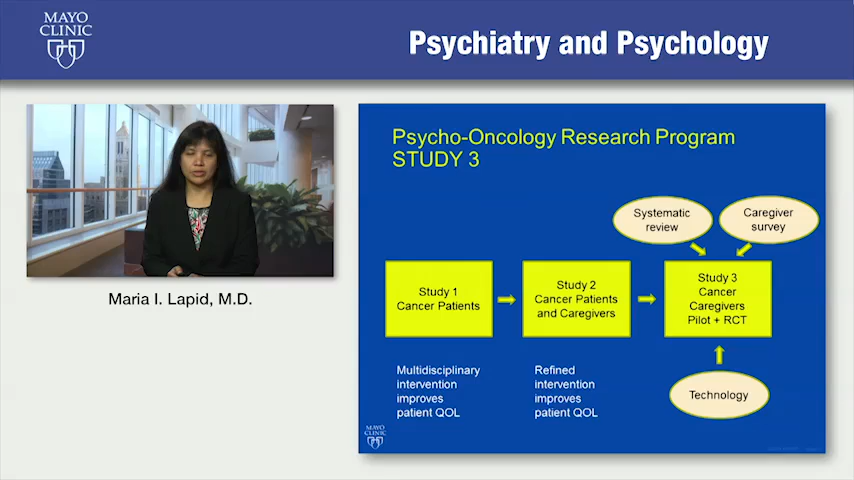 MAYO
CLINIC
Psychiatry and Psychology
Maria I. Lapid, M.D.
Psycho-Oncology Research Program
STUDY 3
Systematic
review
Caregiver
survey
Study 1
Cancer Patients
Study 2
Cancer Patients
and Caregivers
Study 3
Cancer
Caregivers
Pilot + RCT
Multidisciplinary
intervention
improves
patient QOL
Refined
intervention
improves
patient QOL
Technology
MAYO
CLINIC